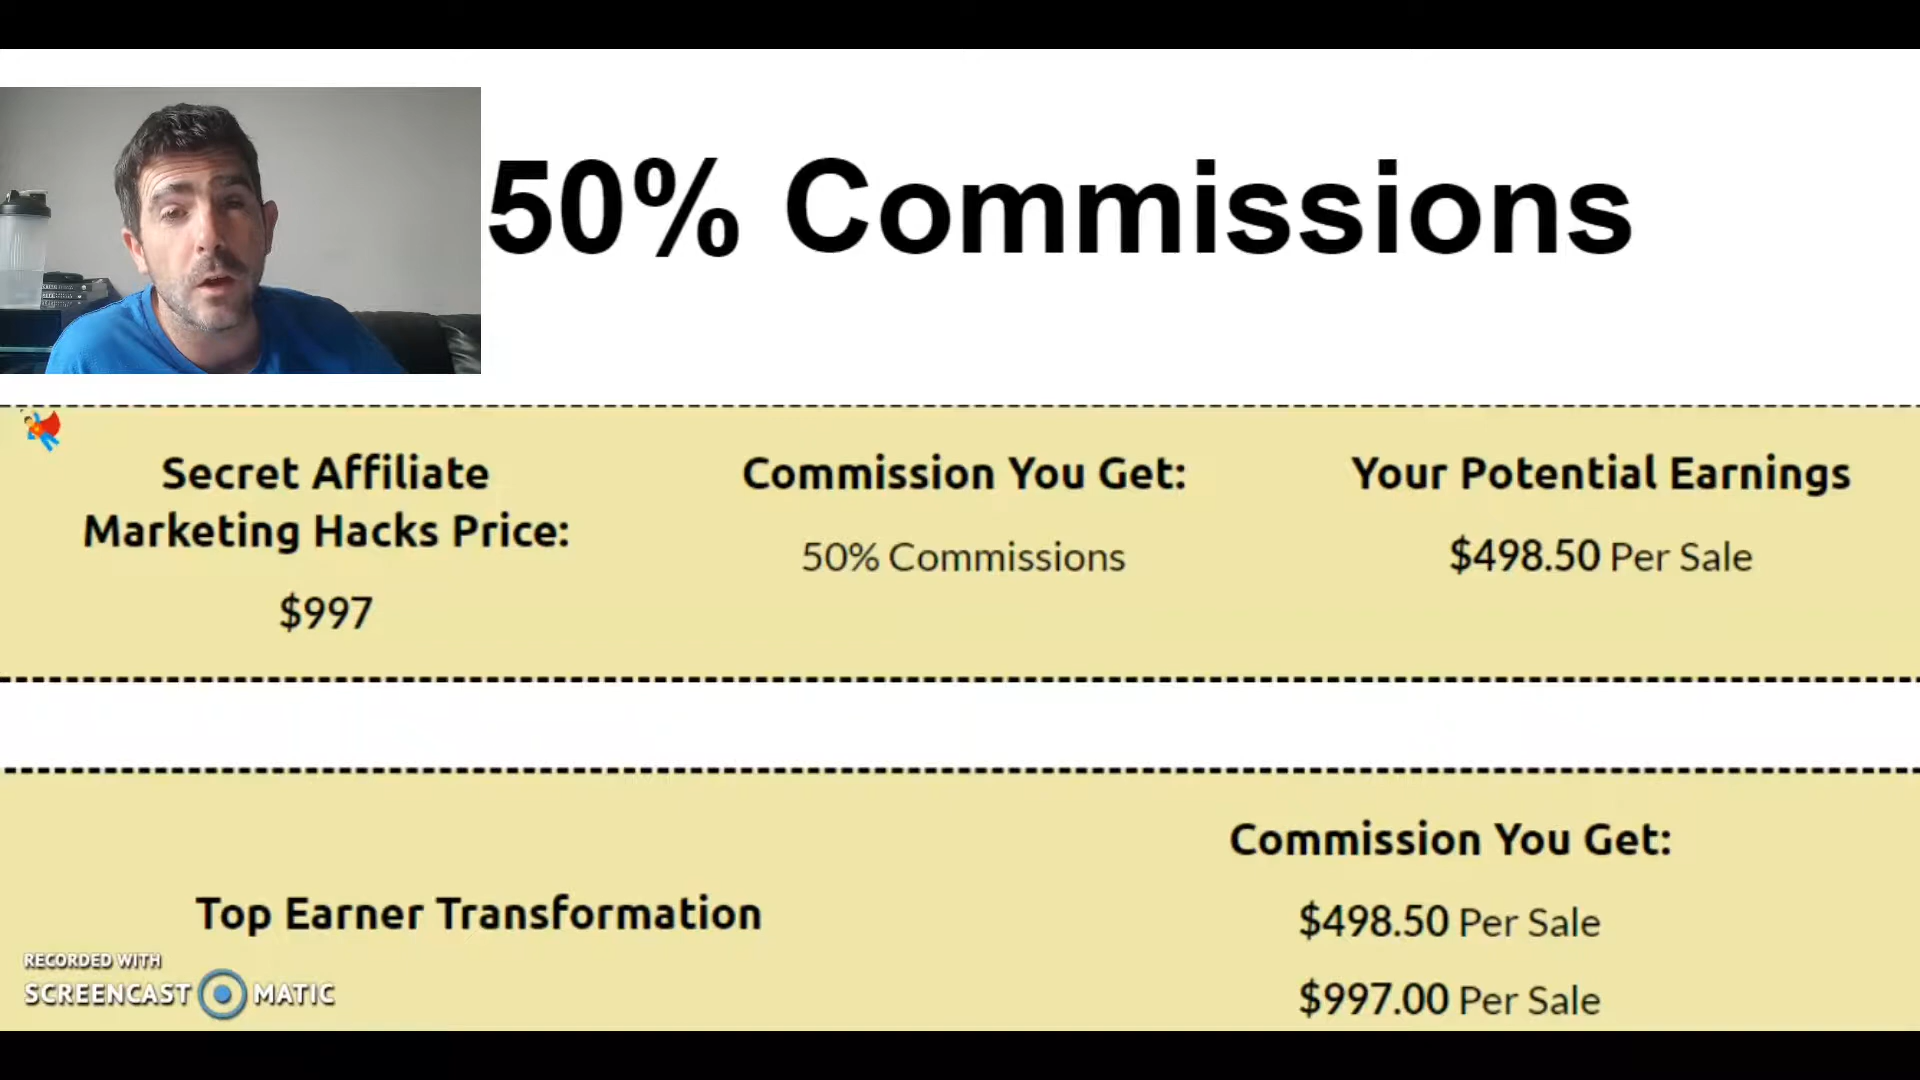 50% Commissions
Secret Affiliate
Marketing Hacks Price:
$997
Commission You Get:
50% Commissions
Your Potential Earnings
$498.50 Per Sale
Top Earner Transformation
Commission You Get:
$498.50 Per Sale
$997.00 Per Sale
RECORDED WITH
SCREENCAST MATIC